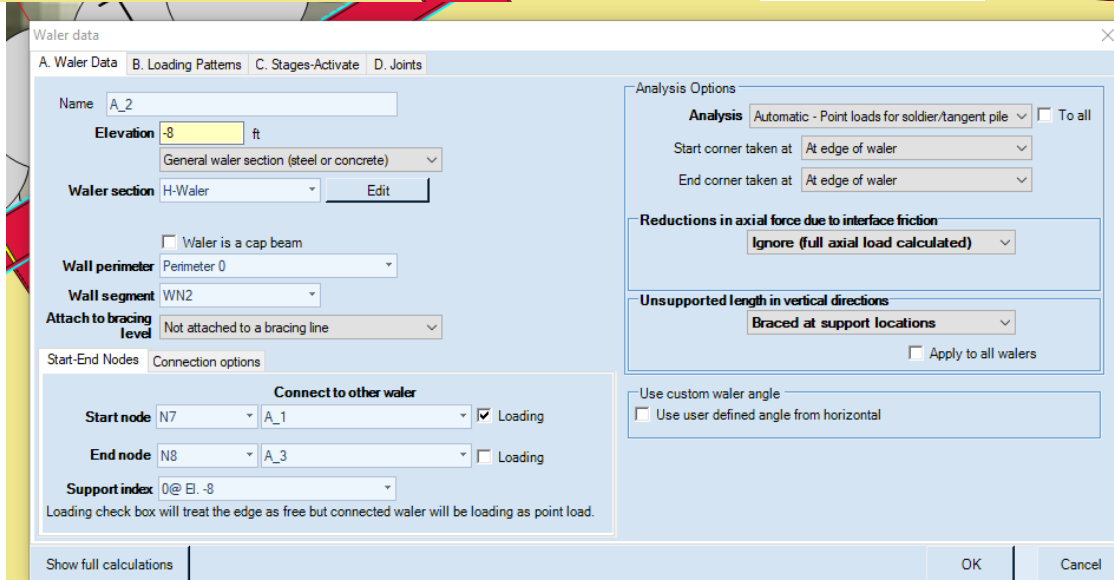 Waler data
A. Waler Data B. Loading Patterns C. Stages-Activate D. Joints
Name A_2
Elevation -8 ft
General waler section (steel or concrete)
Waler section H-Waler Edit
Waler is a cap beam
Wall perimeter Perimeter 0
Wall segment WN2
Attach to bracing
level Not attached to a bracing line
Start-End Nodes Connection options
Connect to other waler
Start node N7 A_1 Loading
End node N8 A_3 Loading
Support index 0@ El. -8
Loading check box will treat the edge as free but connected waler will be loading as point load.
Analysis Options
Analysis Automatic - Point loads for soldier/tangent pile To all
Start corner taken at At edge of waler
End corner taken at At edge of waler
Reductions in axial force due to interface friction
Ignore (full axial load calculated)
Unsupported length in vertical directions
Braced at support locations
Apply to all walers
Use custom waler angle
Use user defined angle from horizontal
Show full calculations OK Cancel